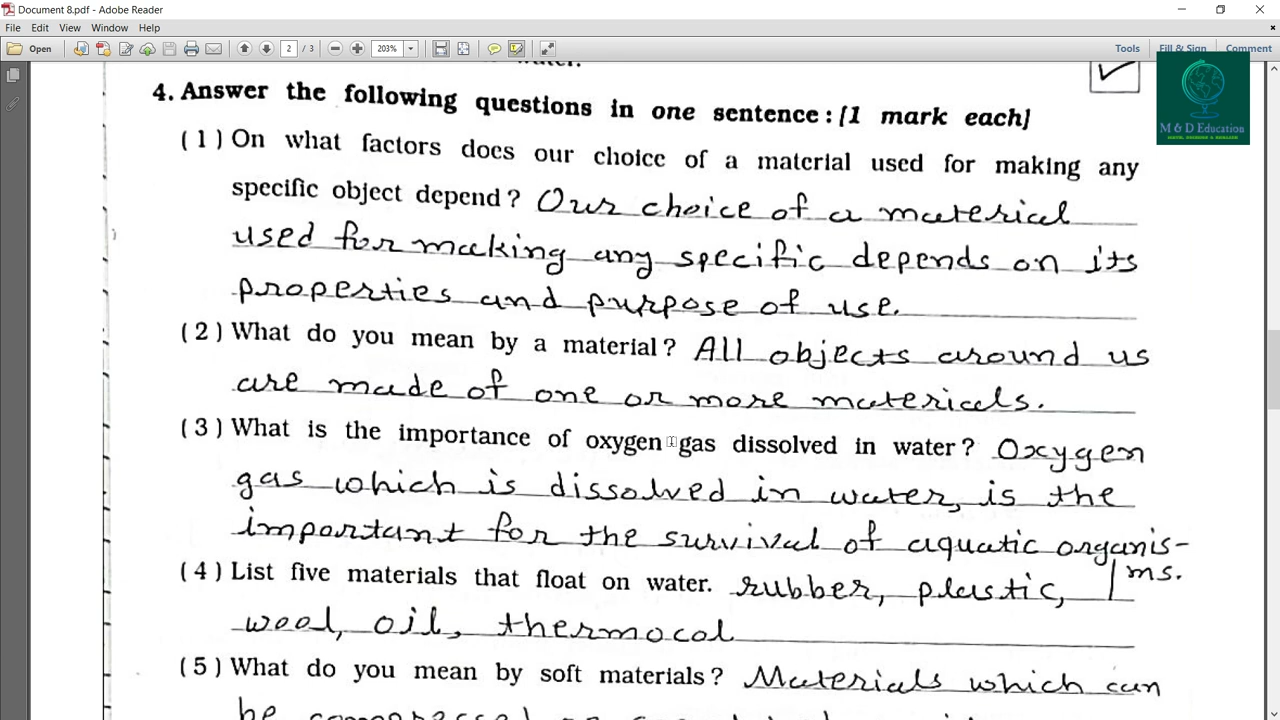 Document 8.pdf - Adobe Reader
File Edit View Window Help
Open 2 / 3 203% Tools Fill & Sign Comment
water.
4. Answer the following questions in one sentence : [1 mark each]
M & D Education
(1) On what factors does our choice of a material used for making any
specific object depend? Our choice of a material
used for making any specific depends on its
properties and purpose of use.
(2) What do you mean by a material? All objects around us
are made of one or more materials.
(3) What is the importance of oxygen gas dissolved in water? Oxygen
gas which is dissolved in water, is the
important for the survival of aquatic organis-
ms.
(4) List five materials that float on water. rubber, plastic,
wool, oil, thermocol
(5) What do you mean by soft materials? Materials which can
be compressed or